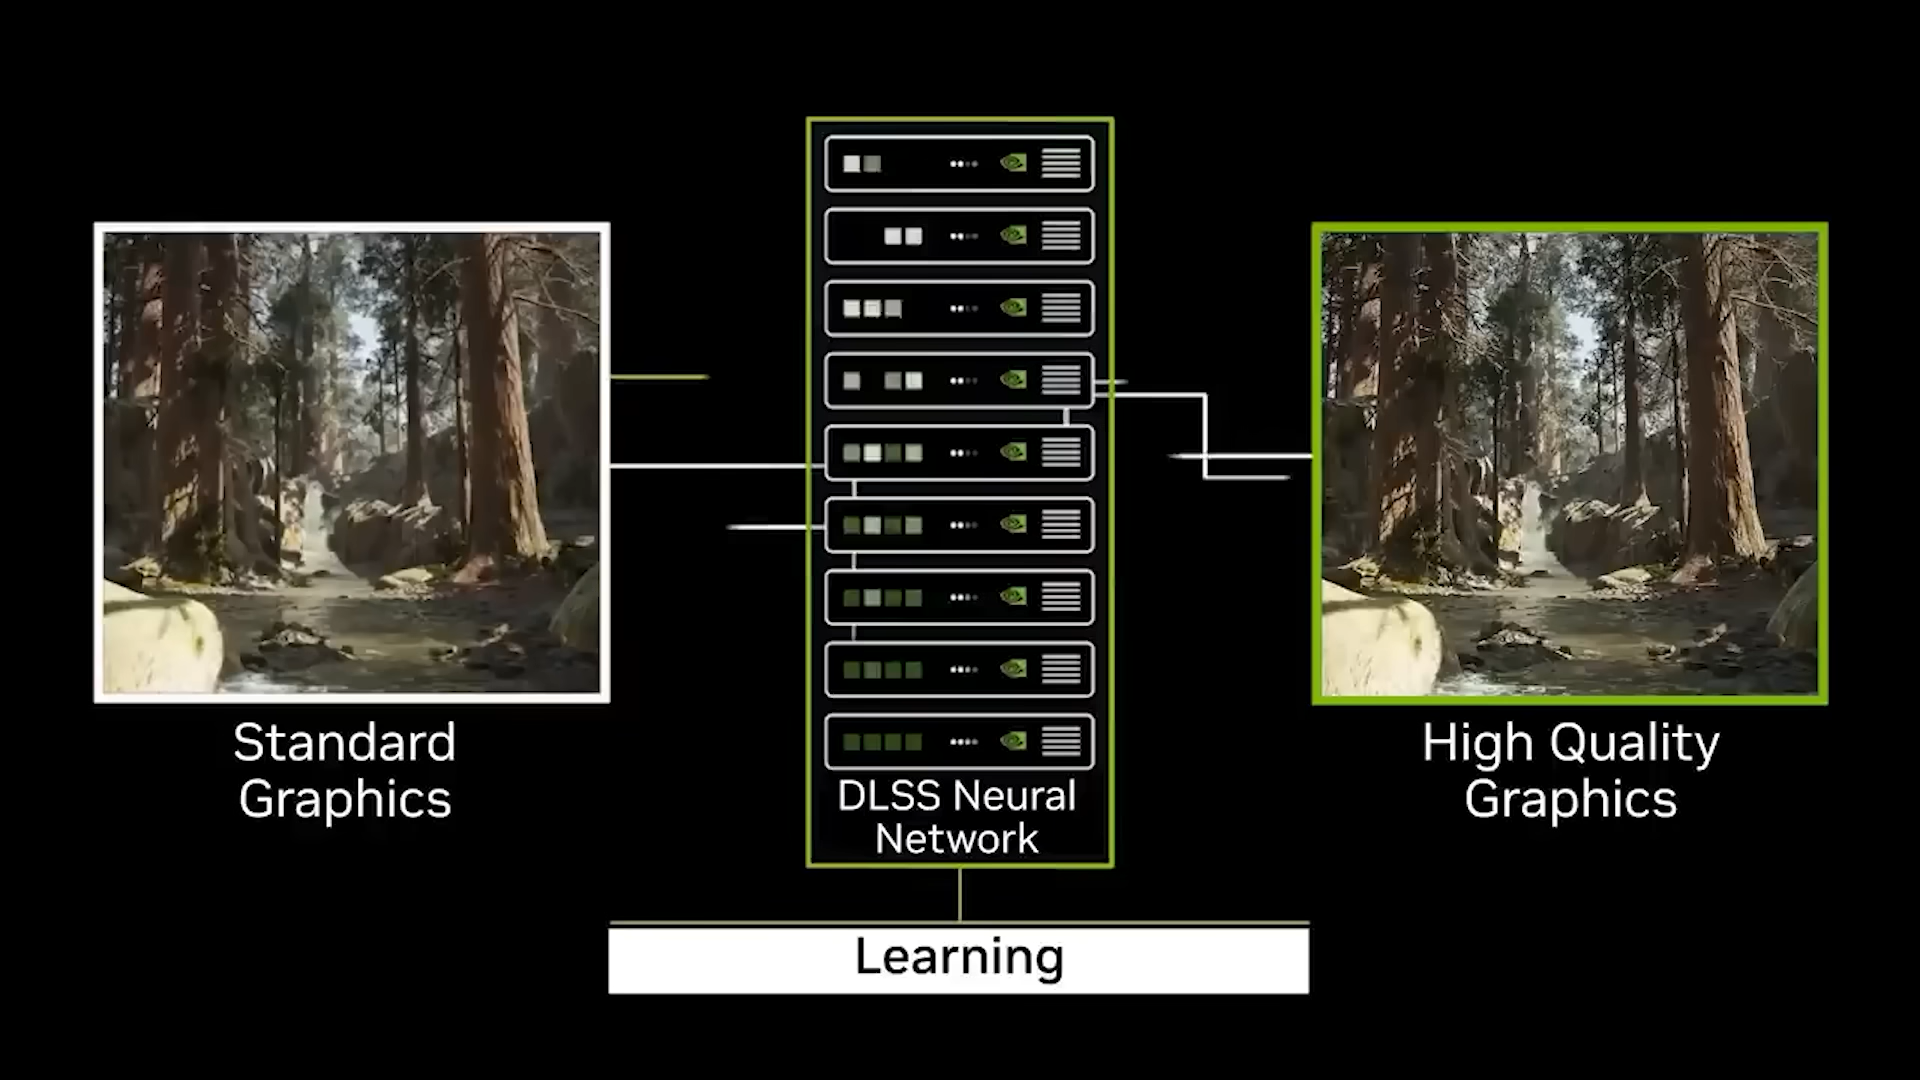 Standard
Graphics
DLSS Neural
Network
High Quality
Graphics
Learning